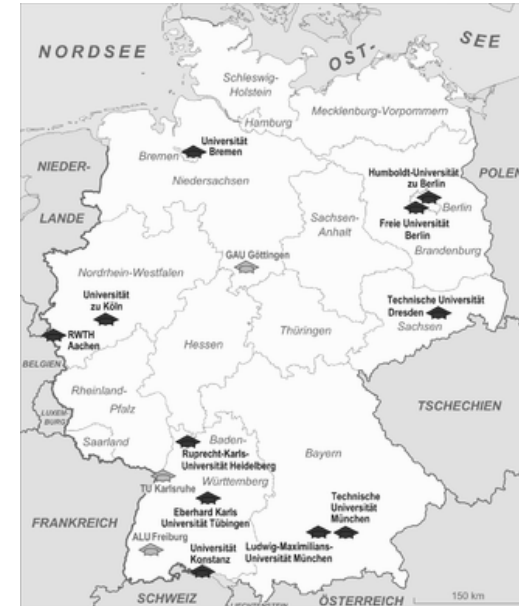 NORDSEE
OST-
SEE
Schleswig-
Holstein
Hamburg
Mecklenburg-Vorpommern
Universität
Bremen
Bremen
Niedersachsen
NIEDER-
LANDE
Humboldt-Universität
zu Berlin
Berlin
Freie Universität
Berlin
Brandenburg
POLEN
Sachsen-
Anhalt
GAU Göttingen
Nordrhein-Westfalen
Universität
zu Köln
RWTH
Aachen
BELGIEN
Technische Universität
Dresden
Sachsen
Hessen
Thüringen
Rheinland-
Pfalz
LUXEM-
BURG
Saarland
TSCHECHIEN
Baden-
Württemberg
Ruprecht-Karls-
Universität Heidelberg
TU Karlsruhe
Bayern
Eberhard Karls
Universität Tübingen
Technische
Universität
München
FRANKREICH
ALU Freiburg
Universität
Konstanz
Ludwig-Maximilians-
Universität München
SCHWEIZ
LIECHTENSTEIN
ÖSTERREICH
150 km